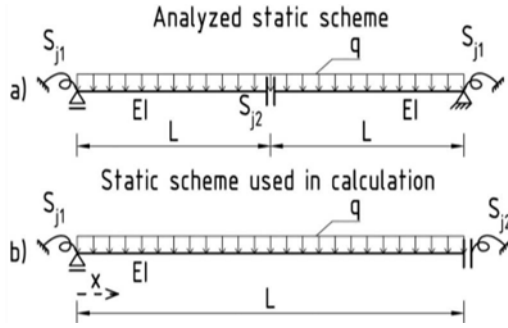 Analyzed static scheme
S_j1 q S_j1
a) EI S_j2 EI
L L
Static scheme used in calculation
S_j1 q S_j2
b) EI
x
L